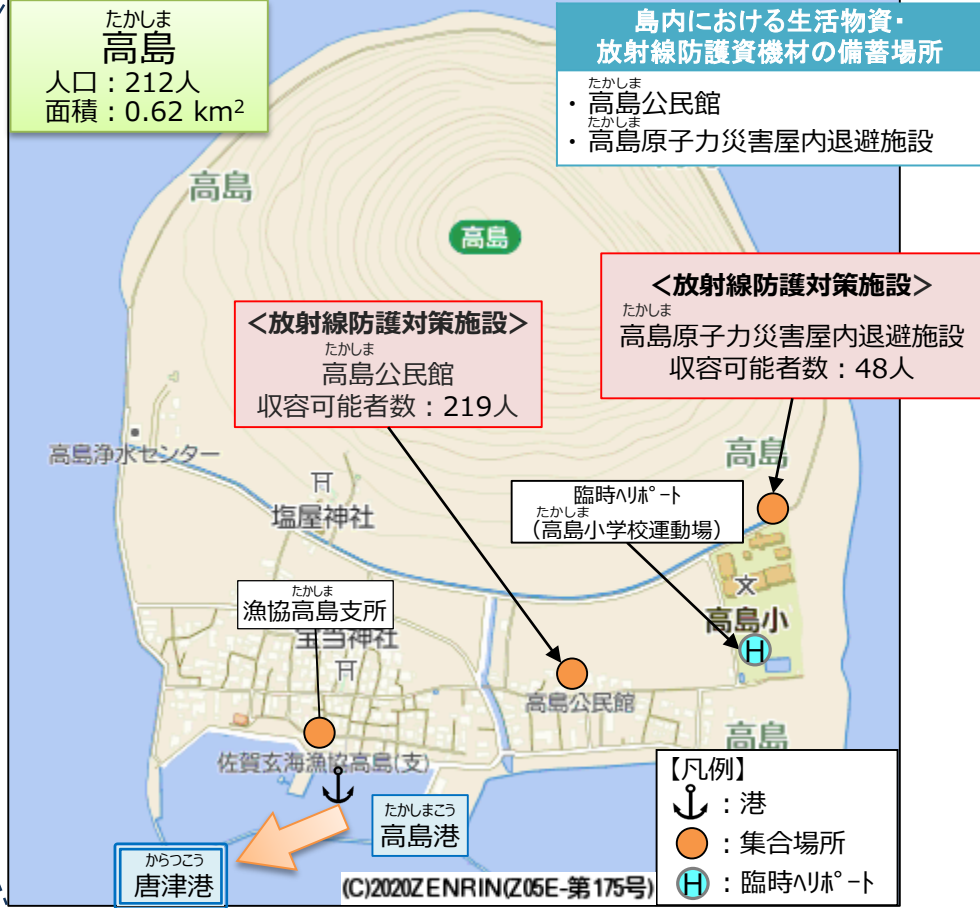 たかしま
高島
人口：212人
面積：0.62 km²
島内における生活物資・
放射線防護資機材の備蓄場所
たかしま
・高島公民館
たかしま
・高島原子力災害屋内退避施設
高島
高島
<放射線防護対策施設>
たかしま
高島原子力災害屋内退避施設
収容可能者数：48人
<放射線防護対策施設>
たかしま
高島公民館
収容可能者数：219人
高島浄水センター
高島
塩屋神社
臨時ﾍﾘﾎﾟｰﾄ
たかしま
（高島小学校運動場）
たかしま
漁協高島支所
宝当神社
文
高島小
H
高島公民館
高島
佐賀玄海漁協高島(支)
たかしまこう
高島港
からつこう
唐津港
【凡例】
：港
：集合場所
H：臨時ﾍﾘﾎﾟｰﾄ
(C)2020ZENRIN(Z05E-第175号)